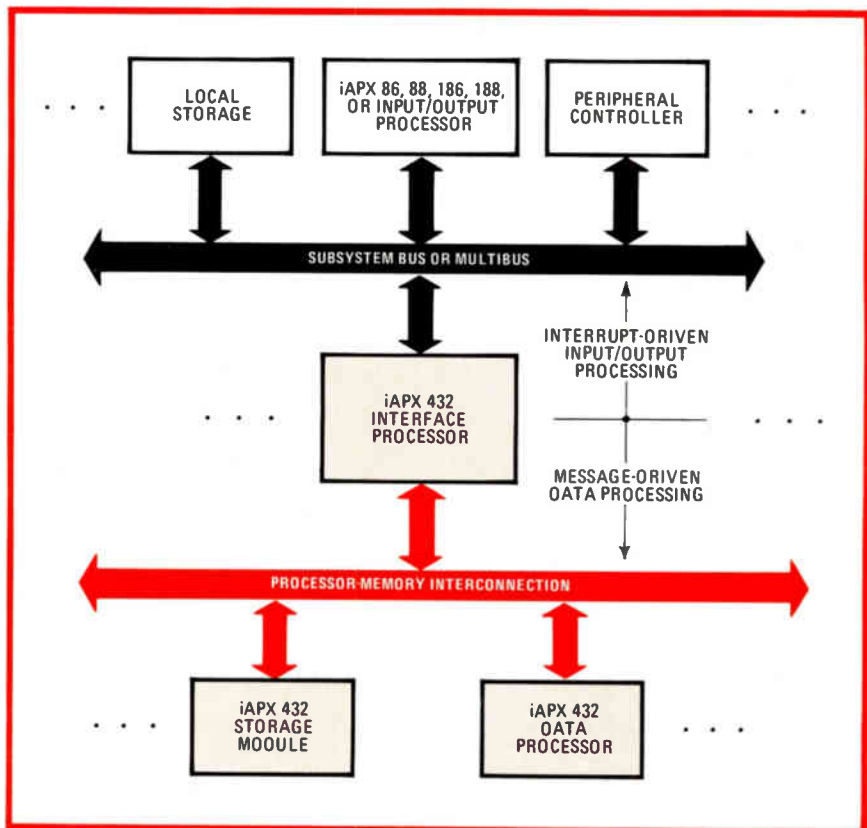 LOCAL
STORAGE
iAPX 86, 88, 186, 188,
OR INPUT/OUTPUT
PROCESSOR
PERIPHERAL
CONTROLLER
. . .
. . .
SUBSYSTEM BUS OR MULTIBUS
INTERRUPT-ORIVEN
INPUT/OUTPUT
PROCESSING
iAPX 432
INTERFACE
PROCESSOR
. . .
. . .
MESSAGE-ORIVEN
OATA PROCESSING
PROCESSOR-MEMORY INTERCONNECTION
iAPX 432
STORAGE
MOOULE
iAPX 432
OATA
PROCESSOR
. . .
. . .